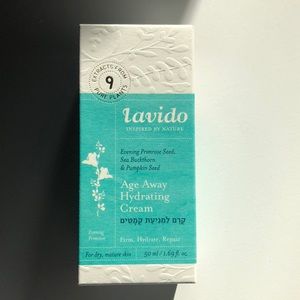 EXTRACTS FROM
9
PURE PLANTS
lavido
INSPIRED BY NATURE
Evening Primrose Seed,
Sea Buckthorn
& Pumpkin Seed
Age Away
Hydrating
Cream
קרם למניעת קמטים
Firm, Hydrate, Repair
Evening
Primrose
For dry, mature skin
50 ml / 1.69 fl. oz